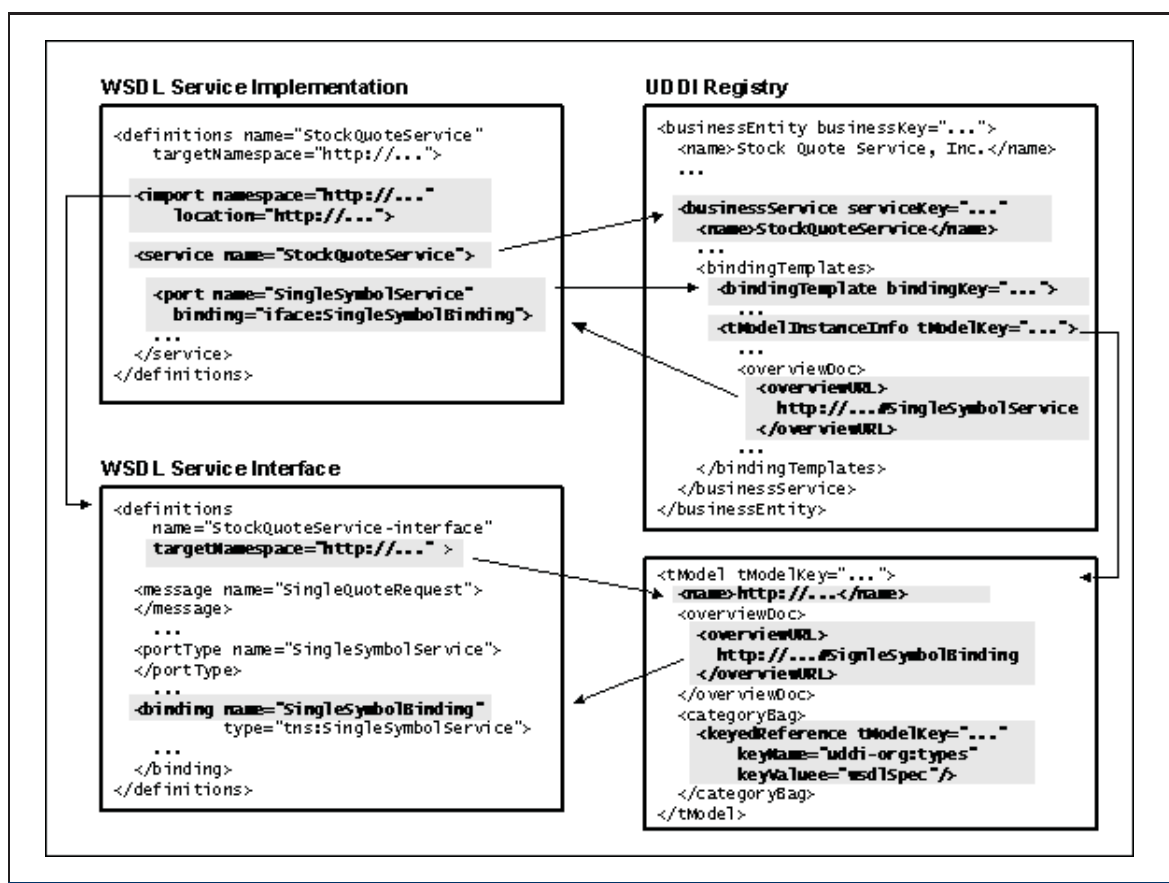 WSDL Service Implementation
<definitions name="StockQuoteService"
targetNamespace="http://...">
<import namespace="http://..."
location="http://...">
<service name="StockQuoteService">
<port name="SingleSymbolService"
binding="iface:SingleSymbolBinding">
...
</service>
</definitions>
WSDL Service Interface
<definitions
name="StockQuoteService-interface"
targetNamespace="http://..." >
<message name="SingleQuoteRequest">
</message>
...
<portType name="SingleSymbolService">
</portType>
...
<binding name="SingleSymbolBinding"
type="tns:SingleSymbolService">
...
</binding>
</definitions>
UDDI Registry
<businessEntity businessKey="...">
<name>Stock Quote Service, Inc.</name>
...
<businessService serviceKey="..."
<name>StockQuoteService</name>
...
<bindingTemplates>
<bindingTemplate bindingKey="...">
...
<tModelInstanceInfo tModelKey="...">
...
<overviewDoc>
<overviewURL>
http://...#SingleSymbolService
</overviewURL>
...
</bindingTemplates>
</businessService>
</businessEntity>
<tModel tModelKey="...">
<name>http://...</name>
<overviewDoc>
<overviewURL>
http://...#SignleSymbolBinding
</overviewURL>
</overviewDoc>
<categoryBag>
<keyedReference tModelKey="..."
keyName="uddi-org:types"
keyValuee="wsdlSpec"/>
</categoryBag>
</tModel>